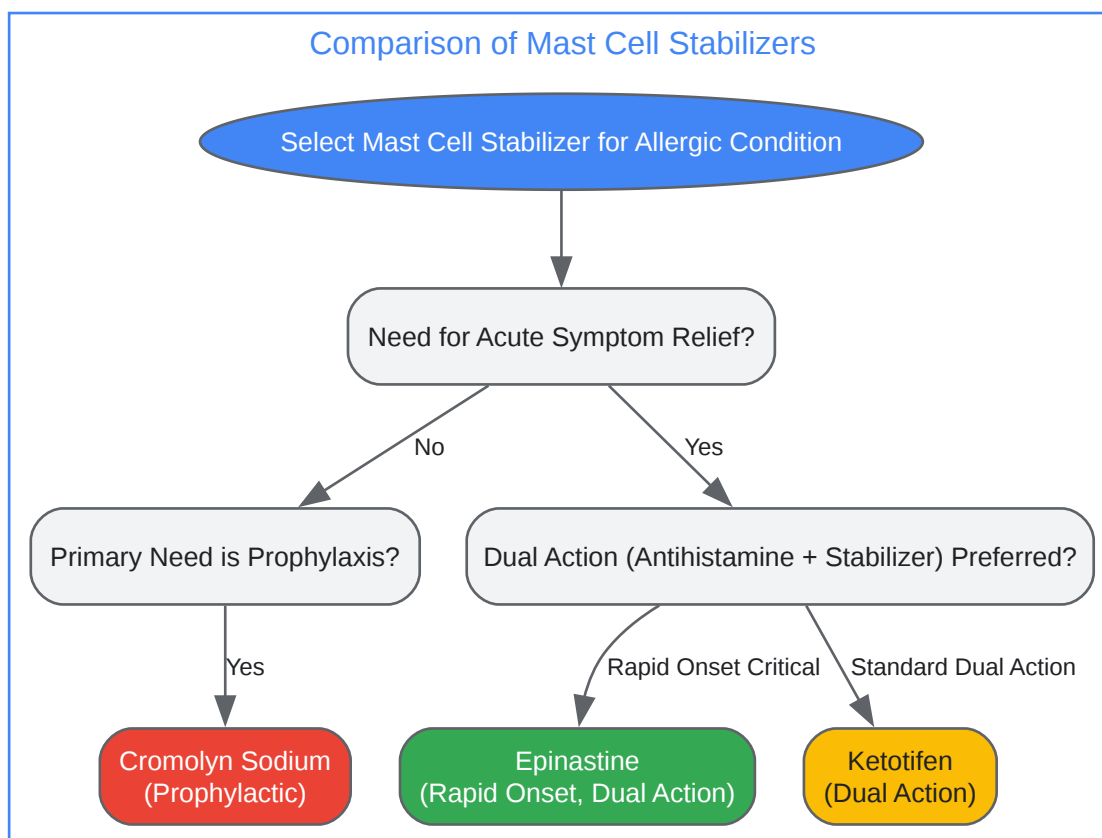 Comparison of Mast Cell Stabilizers
Select Mast Cell Stabilizer for Allergic Condition
Need for Acute Symptom Relief?
No
Yes
Primary Need is Prophylaxis?
Dual Action (Antihistamine + Stabilizer) Preferred?
Yes
Rapid Onset Critical
Standard Dual Action
Cromolyn Sodium
(Prophylactic)
Epinastine
(Rapid Onset, Dual Action)
Ketotifen
(Dual Action)